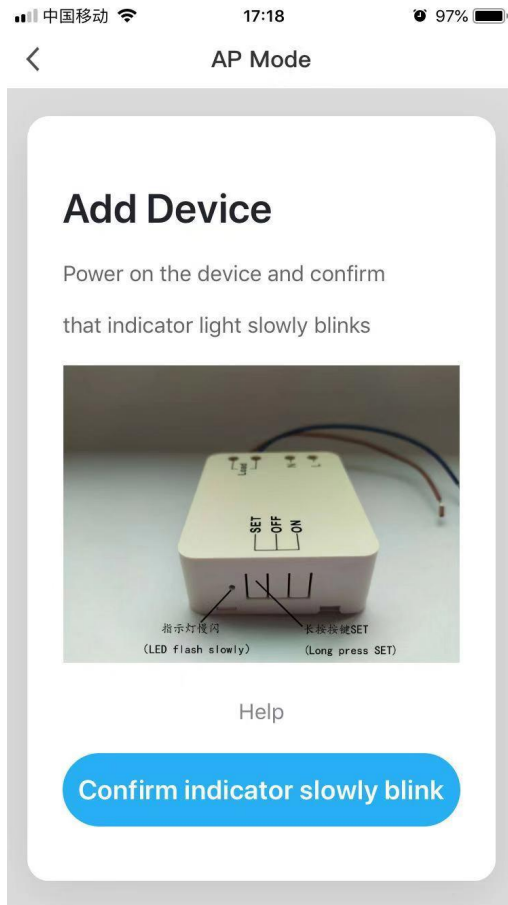 中国移动 17:18 97%
AP Mode
Add Device
Power on the device and confirm
that indicator light slowly blinks
Load N L
SET OFF ON
指示灯慢闪 长按按键SET
(LED flash slowly) (Long press SET)
Help
Confirm indicator slowly blink